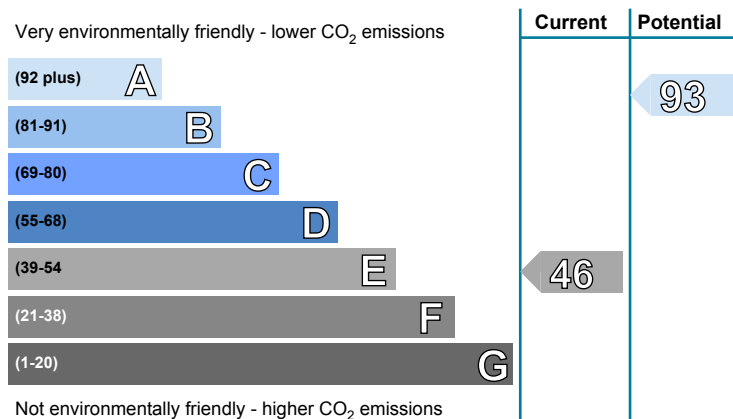 Current Potential
Very environmentally friendly - lower CO₂ emissions
(92 plus) A
93
(81-91) B
(69-80) C
(55-68) D
(39-54 E
46
(21-38) F
(1-20) G
Not environmentally friendly - higher CO₂ emissions